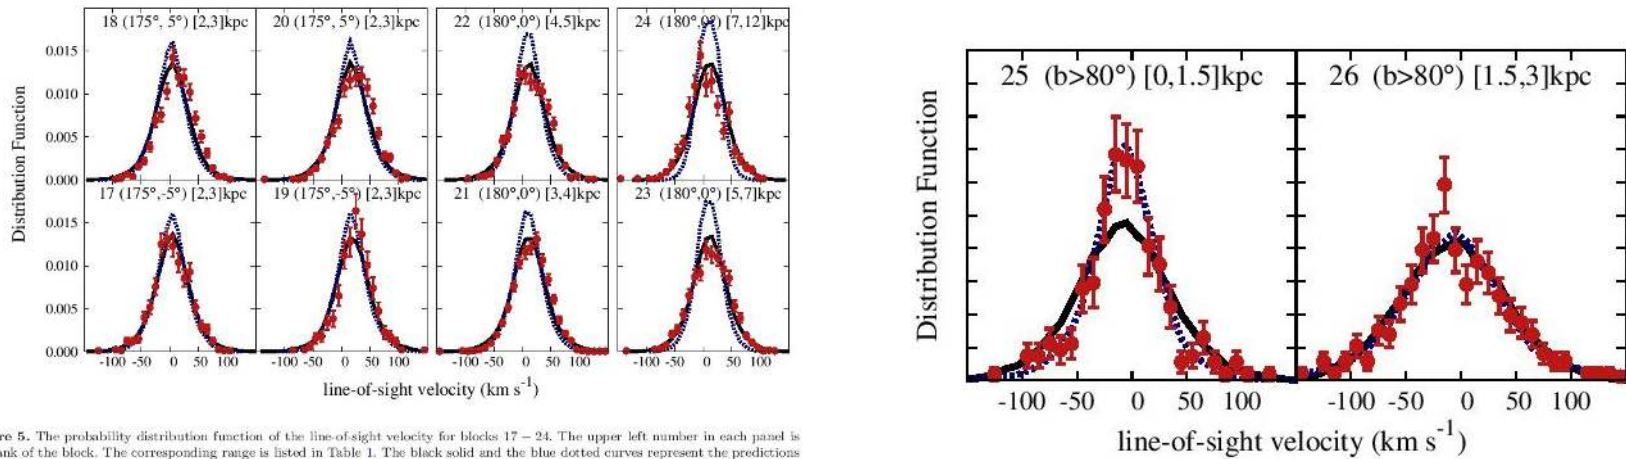 18 (175°, 5°) [2,3]kpc
20 (175°, 5°) [2,3]kpc
22 (180°,0°) [4,5]kpc
24 (180°,0°) [7,12]kpc
0.015
0.010
0.005
0.000
17 (175°,-5°) [2,3]kpc
19 (175°,-5°) [2,3]kpc
21 (180°,0°) [3,4]kpc
23 (180°,0°) [5,7]kpc
0.015
0.010
0.005
0.000
Distribution Function
-100 -50 0 50 100
-100 -50 0 50 100
-100 -50 0 50 100
-100 -50 0 50 100
line-of-sight velocity (km s-1)
re 5. The probability distribution function of the line-of-sight velocity for blocks 17 − 24. The upper left number in each panel is
ank of the block. The corresponding range is listed in Table 1. The black solid and the blue dotted curves represent the predictions
25 (b>80°) [0,1.5]kpc
26 (b>80°) [1.5,3]kpc
Distribution Function
-100 -50 0 50 100
-100 -50 0 50 100
line-of-sight velocity (km s-1)